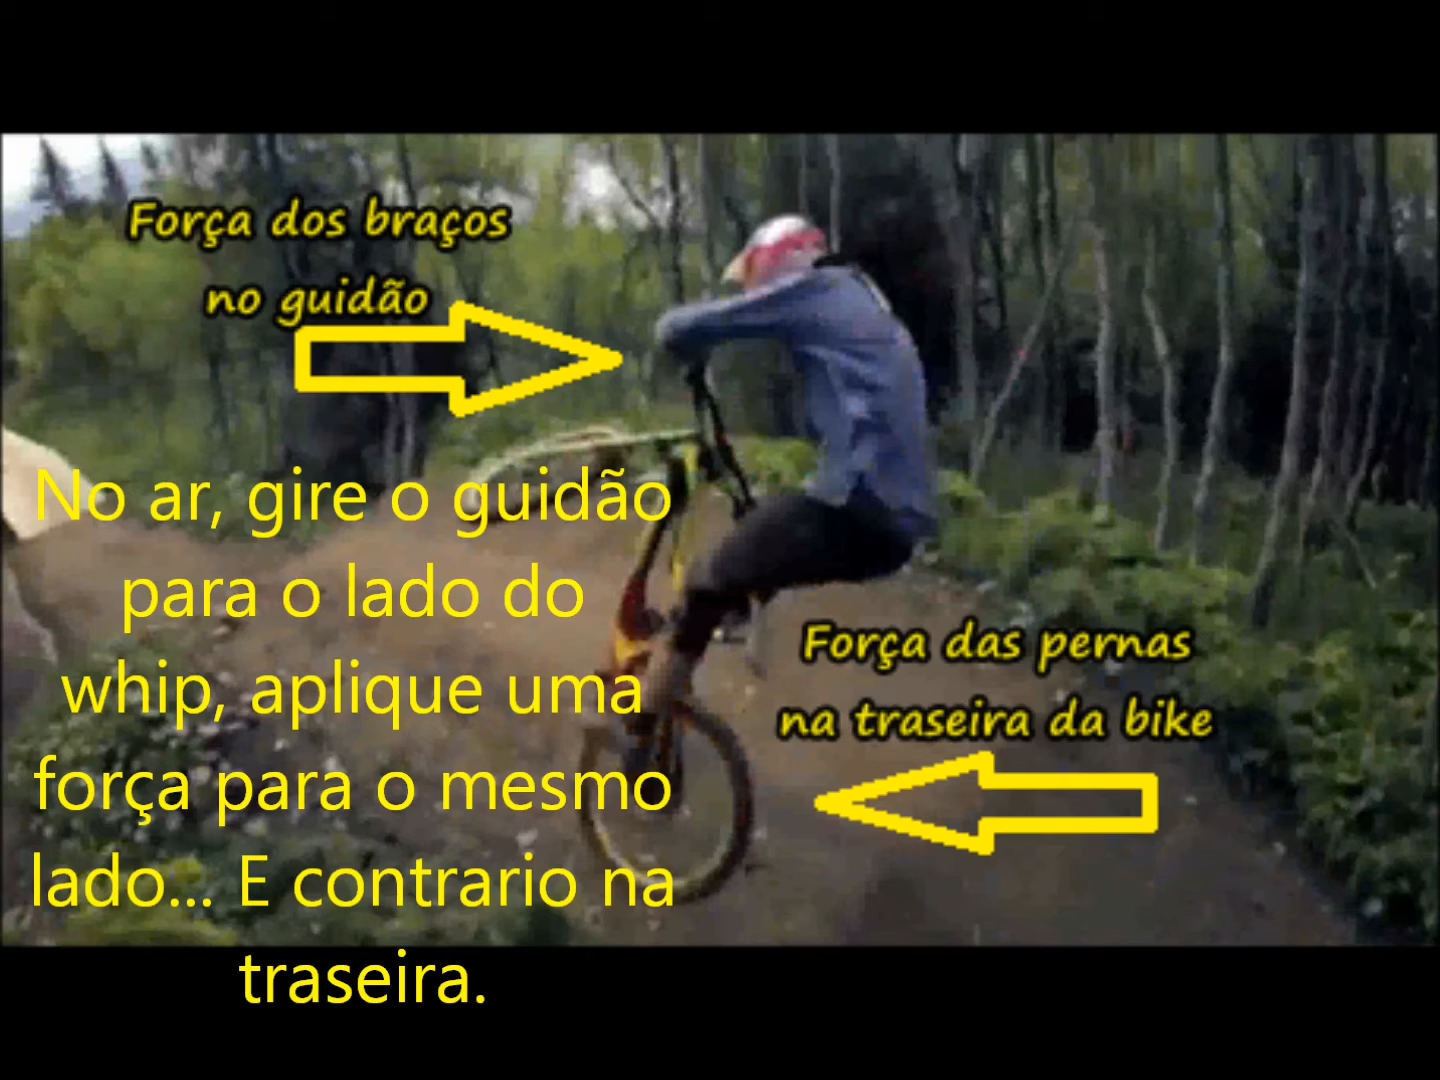 Força dos braços
no guidão
No ar, gire o guidão
para o lado do
whip, aplique uma
força para o mesmo
lado... E contrario na
traseira.
Força das pernas
na traseira da bike